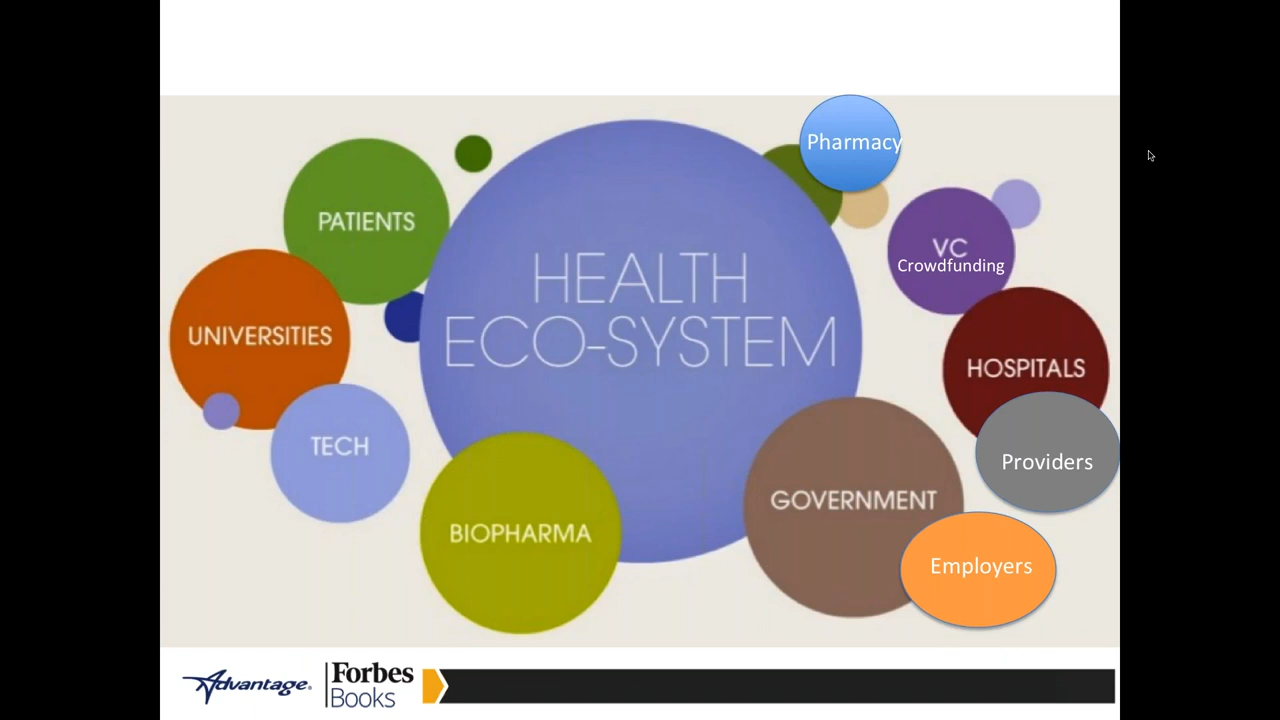 Pharmacy
PATIENTS
VC
Crowdfunding
HEALTH
ECO-SYSTEM
UNIVERSITIES
HOSPITALS
TECH
Providers
GOVERNMENT
BIOPHARMA
Employers
Advantage.
Forbes
Books